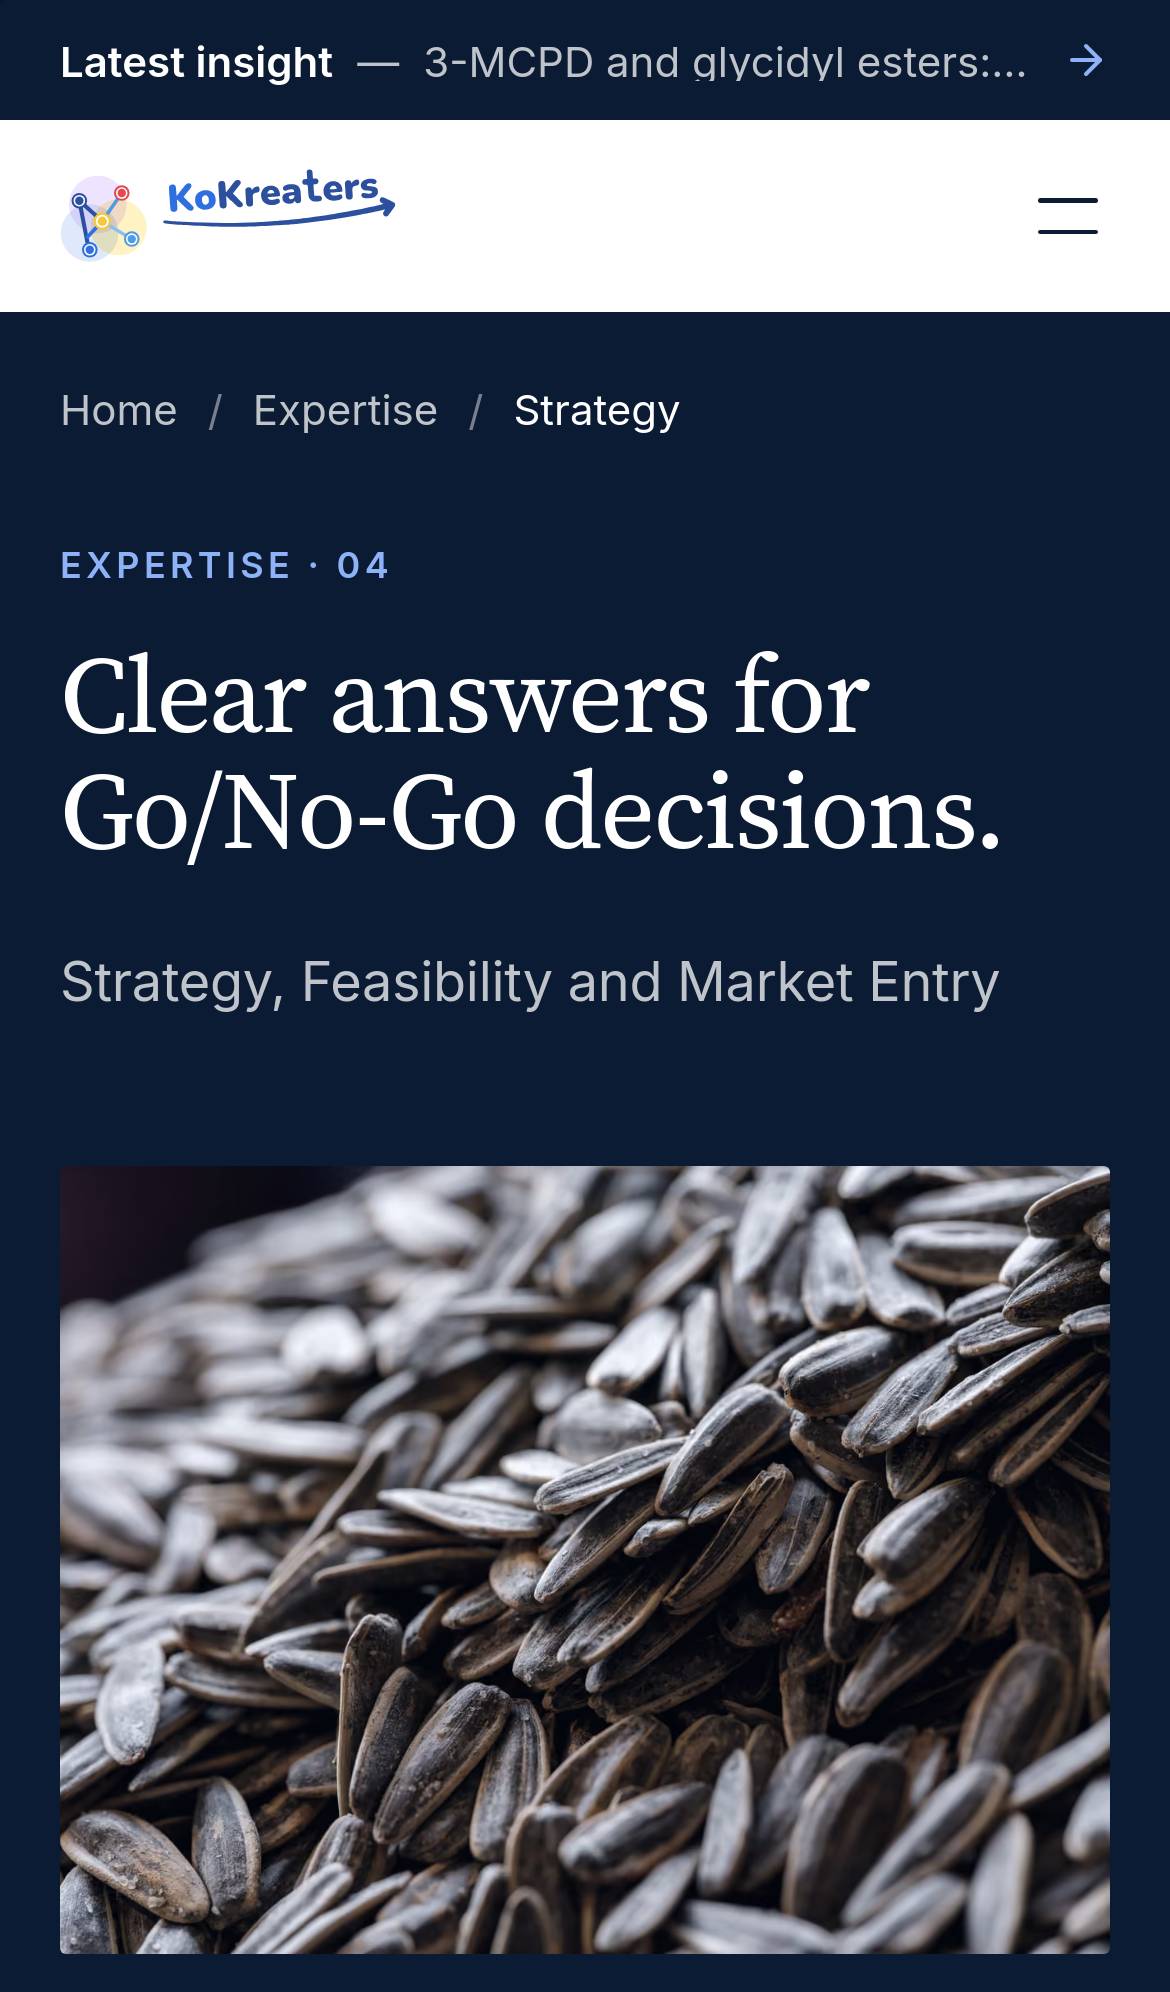 Latest insight — 3-MCPD and glycidyl esters:...
KoKreaters
Home / Expertise / Strategy
EXPERTISE · 04
Clear answers for
Go/No-Go decisions.
Strategy, Feasibility and Market Entry